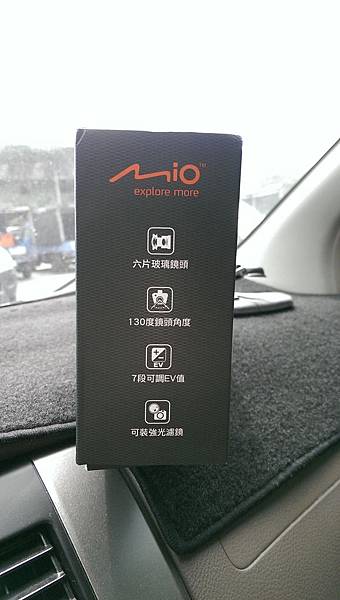 Mio™
explore more
六片玻璃鏡頭
130度鏡頭角度
EV
7段可調EV值
可裝強光濾鏡